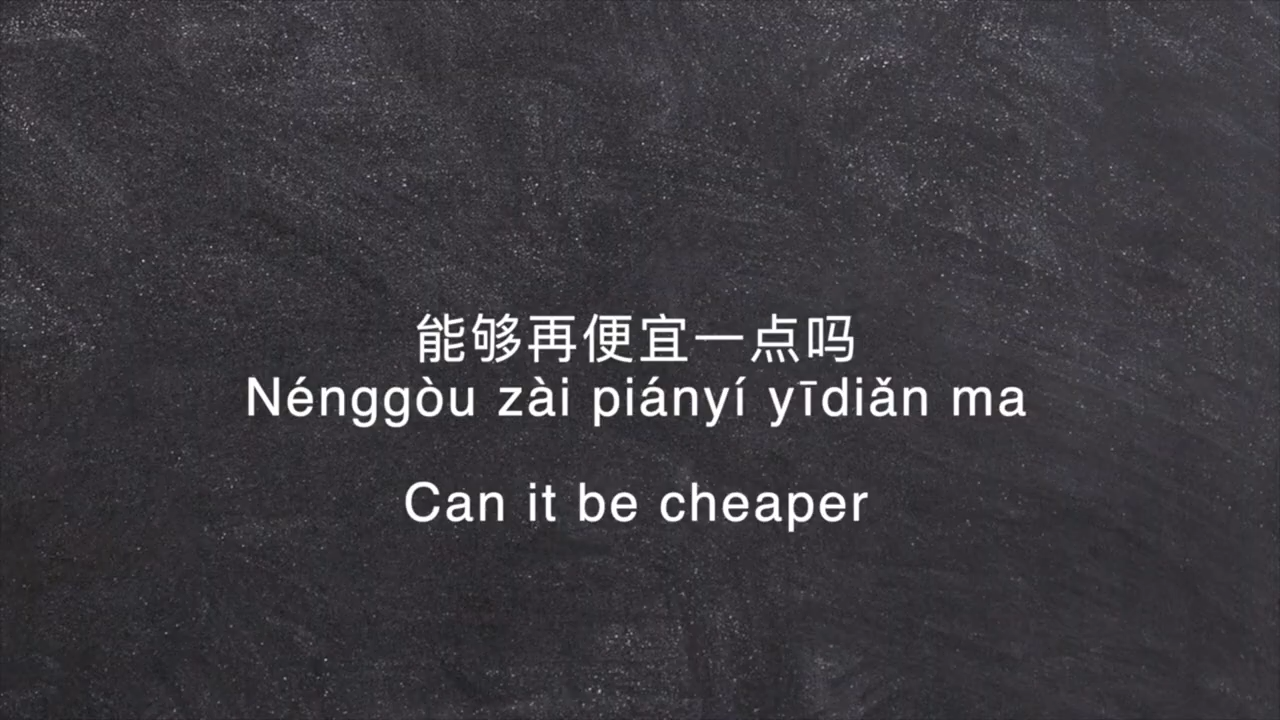 能够再便宜一点吗
Nénggòu zài piányí yīdiǎn ma
Can it be cheaper